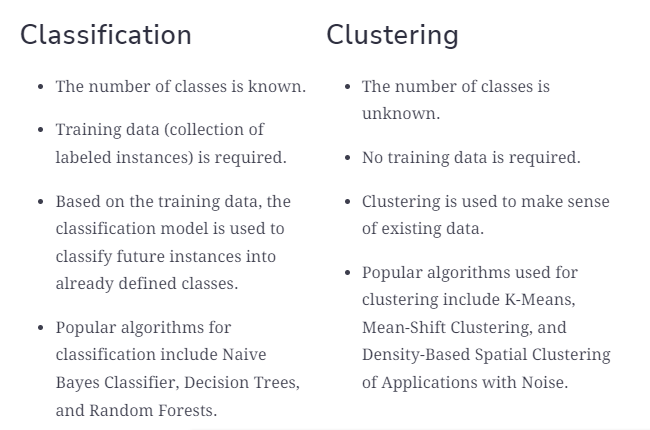 Classification
• The number of classes is known.
• Training data (collection of
labeled instances) is required.
• Based on the training data, the
classification model is used to
classify future instances into
already defined classes.
• Popular algorithms for
classification include Naive
Bayes Classifier, Decision Trees,
and Random Forests.
Clustering
• The number of classes is
unknown.
• No training data is required.
• Clustering is used to make sense
of existing data.
• Popular algorithms used for
clustering include K-Means,
Mean-Shift Clustering, and
Density-Based Spatial Clustering
of Applications with Noise.